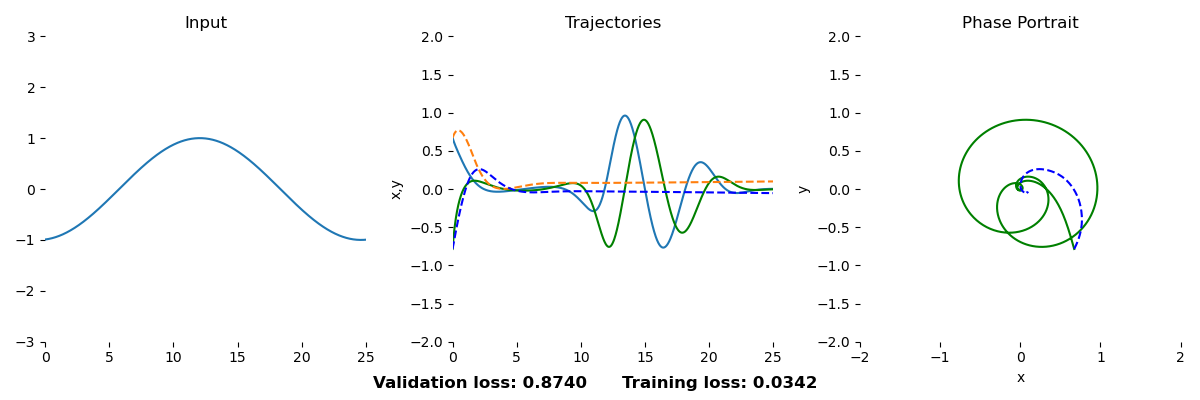 Input
3
2
1
0
−1
−2
−3
0 5 10 15 20 25
Trajectories
x,y
2.0
1.5
1.0
0.5
0.0
−0.5
−1.0
−1.5
−2.0
0 5 10 15 20 25
Phase Portrait
y
2.0
1.5
1.0
0.5
0.0
−0.5
−1.0
−1.5
−2.0
−2 −1 0 1 2
x
Validation loss: 0.8740 Training loss: 0.0342